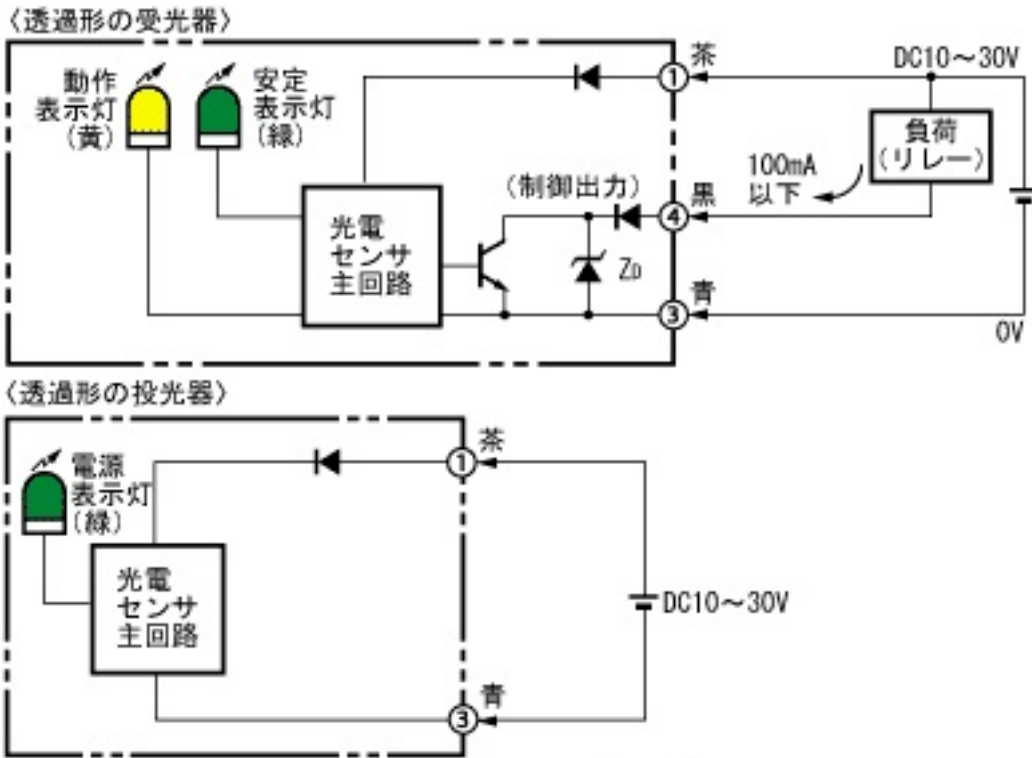 〈透過形の受光器〉
動作
表示灯
(黄)
安定
表示灯
(緑)
光電
センサ
主回路
(制御出力)
ZD
①
茶
④
黒
③
青
100mA
以下
DC10～30V
負荷
(リレー)
0V
〈透過形の投光器〉
電源
表示灯
(緑)
光電
センサ
主回路
①
茶
③
青
DC10～30V